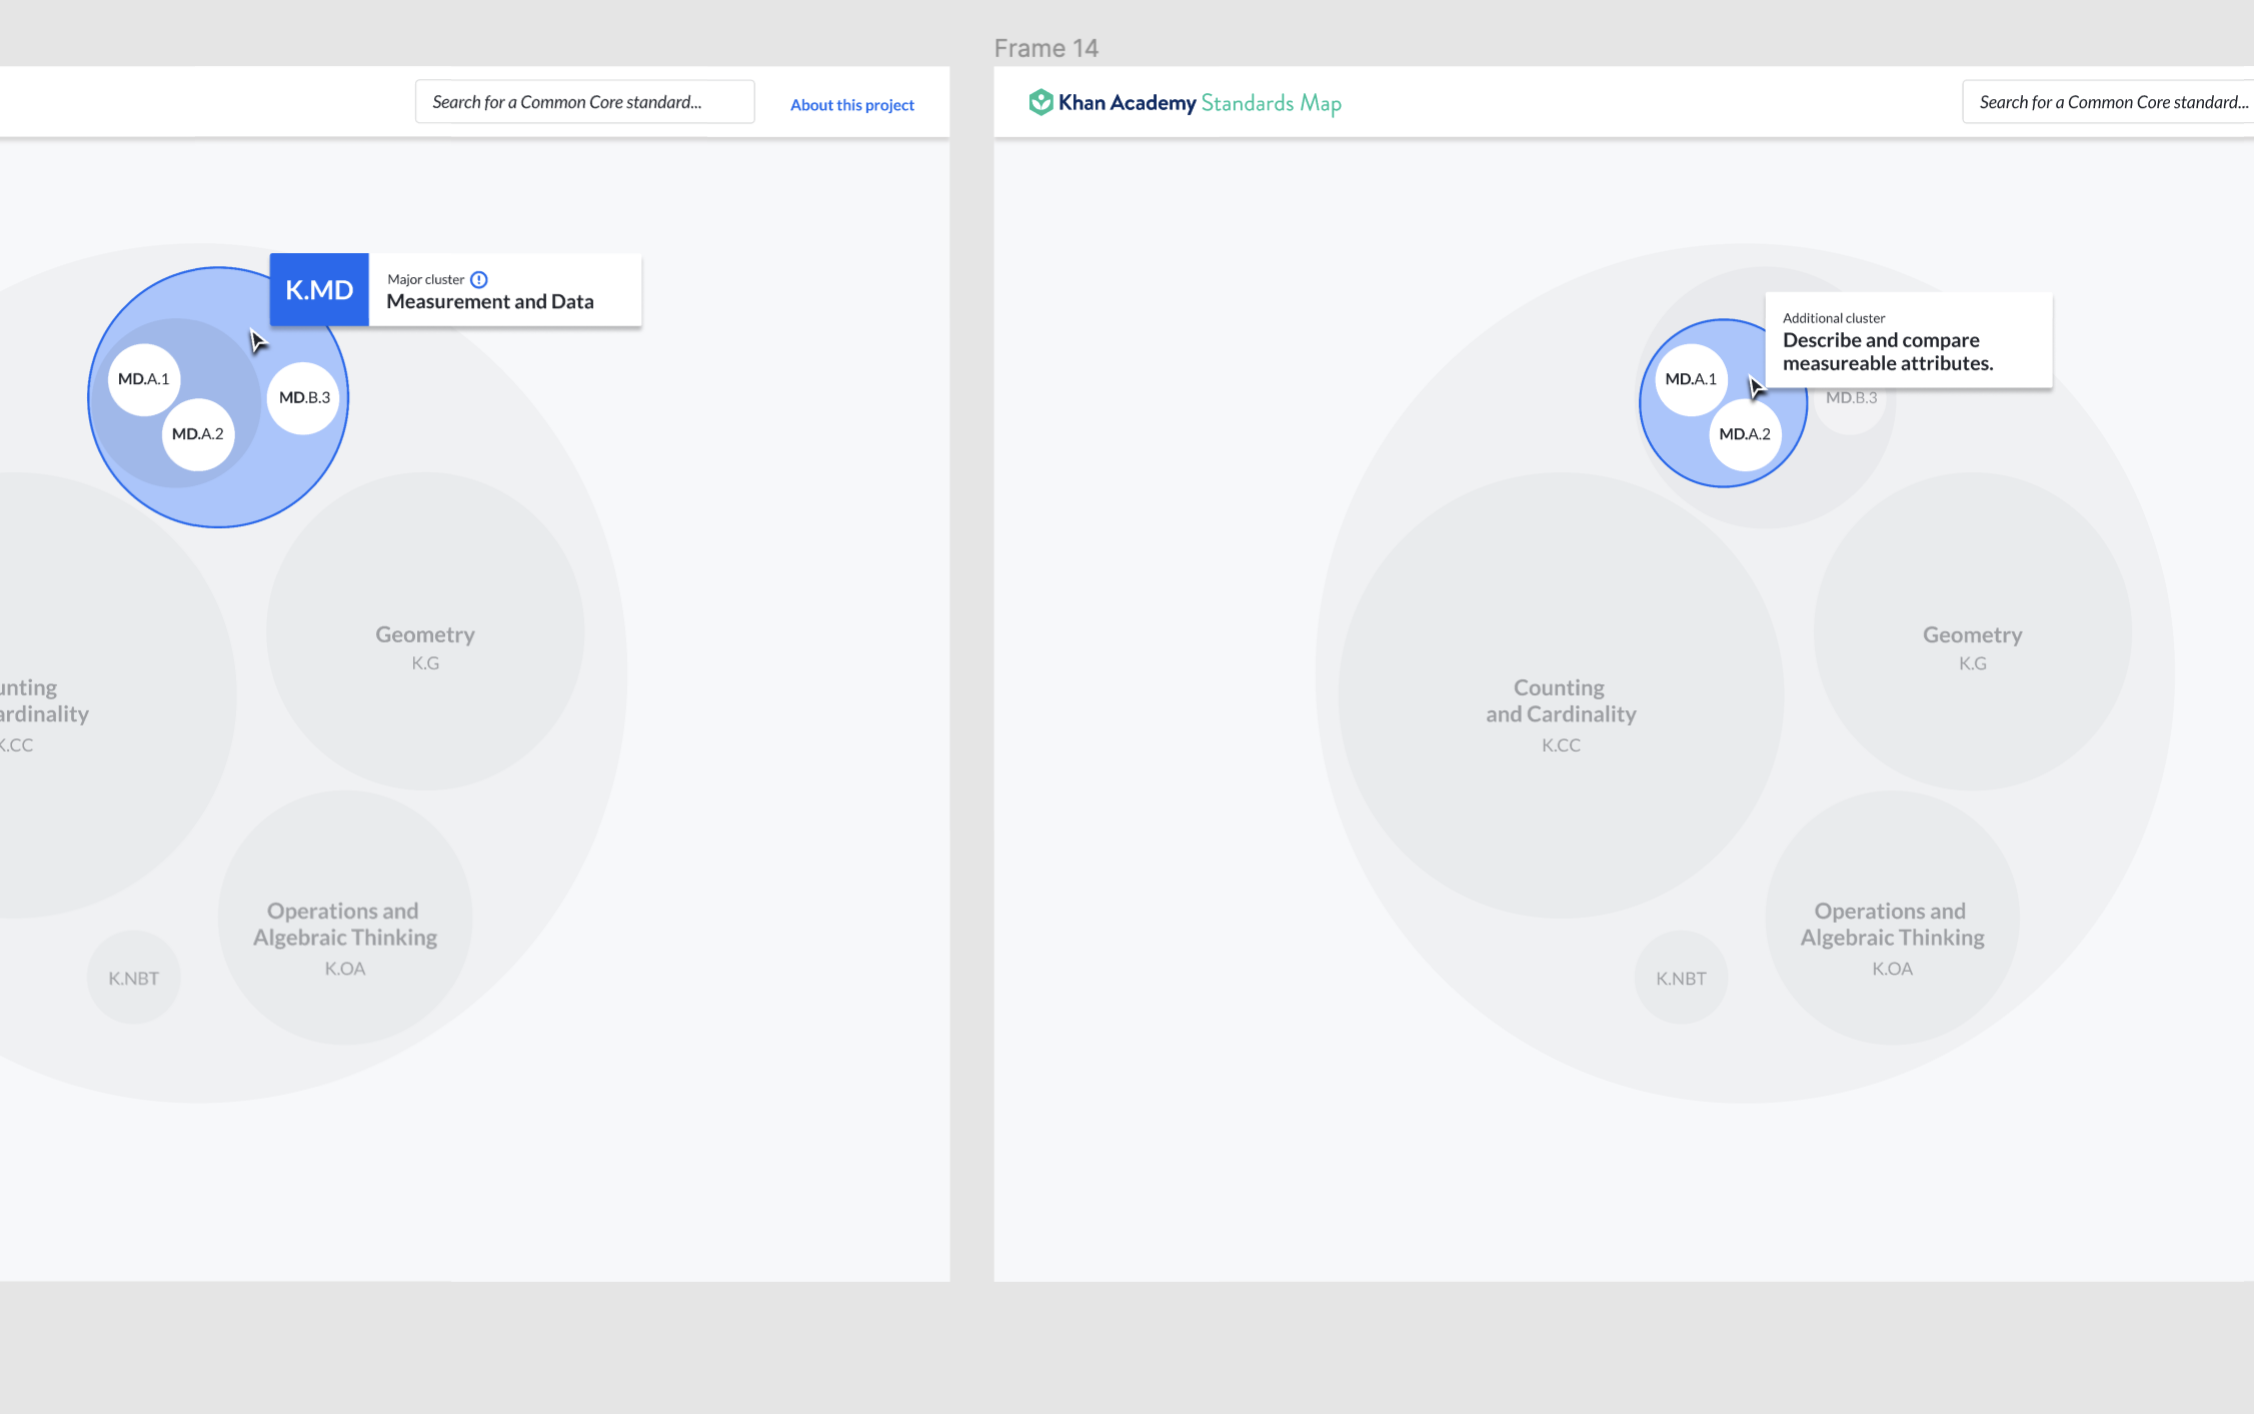 Frame 14
Search for a Common Core standard...
About this project
K.MD
Major cluster
Measurement and Data
MD.A.1
MD.B.3
MD.A.2
Geometry
K.G
unting
ardinality
K.CC
Operations and
Algebraic Thinking
K.OA
K.NBT
Khan Academy Standards Map
Search for a Common Core standard...
Additional cluster
Describe and compare
measureable attributes.
MD.A.1
MD.B.3
MD.A.2
Geometry
K.G
Counting
and Cardinality
K.CC
Operations and
Algebraic Thinking
K.OA
K.NBT